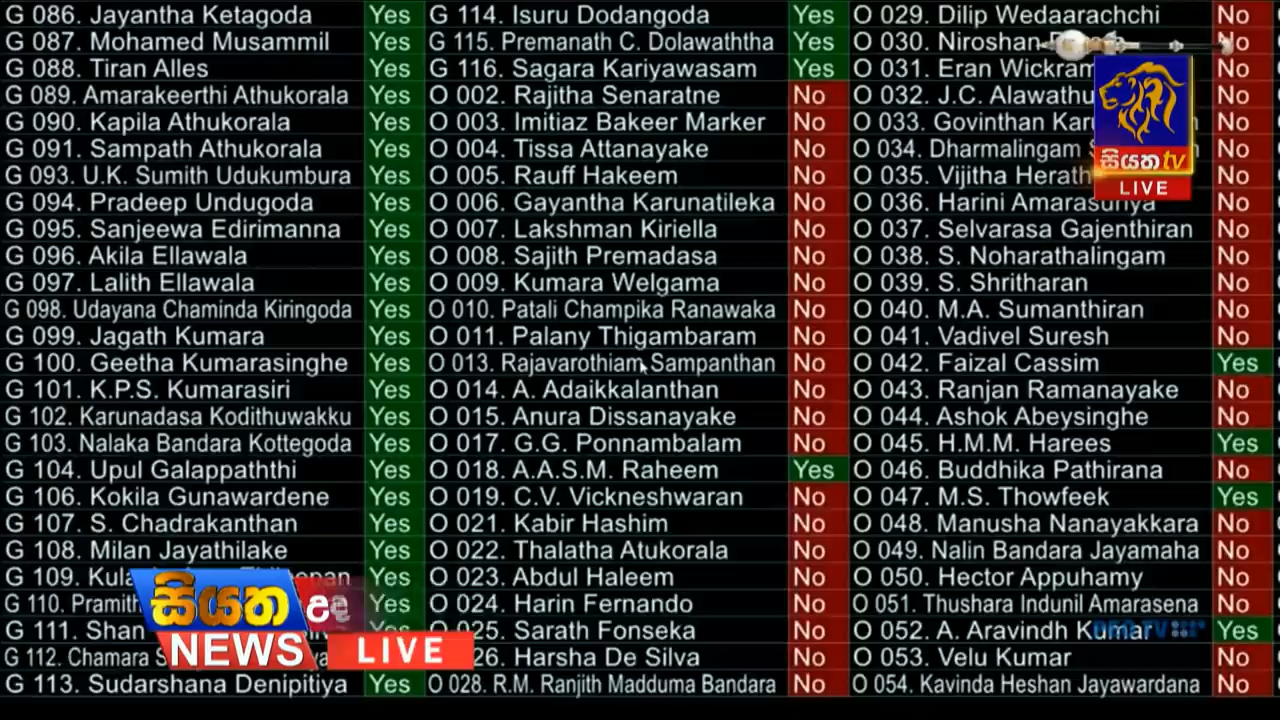 G 086. Jayantha Ketagoda Yes
G 087. Mohamed Musammil Yes
G 088. Tiran Alles Yes
G 089. Amarakeerthi Athukorala Yes
G 090. Kapila Athukorala Yes
G 091. Sampath Athukorala Yes
G 093. U.K. Sumith Udukumbura Yes
G 094. Pradeep Undugoda Yes
G 095. Sanjeewa Edirimanna Yes
G 096. Akila Ellawala Yes
G 097. Lalith Ellawala Yes
G 098. Udayana Chaminda Kiringoda Yes
G 099. Jagath Kumara Yes
G 100. Geetha Kumarasinghe Yes
G 101. K.P.S. Kumarasiri Yes
G 102. Karunadasa Kodithuwakku Yes
G 103. Nalaka Bandara Kottegoda Yes
G 104. Upul Galappaththi Yes
G 106. Kokila Gunawardene Yes
G 107. S. Chadrakanthan Yes
G 108. Milan Jayathilake Yes
G 109. Yes
G 110. Yes
G 111. Yes
G 112. Chamara
G 113. Sudarshana Denipitiya Yes
G 114. Isuru Dodangoda Yes
G 115. Premanath C. Dolawaththa Yes
G 116. Sagara Kariyawasam Yes
O 002. Rajitha Senaratne No
O 003. Imitiaz Bakeer Marker No
O 004. Tissa Attanayake No
O 005. Rauff Hakeem No
O 006. Gayantha Karunatileka No
O 007. Lakshman Kiriella No
O 008. Sajith Premadasa No
O 009. Kumara Welgama No
O 010. Patali Champika Ranawaka No
O 011. Palany Thigambaram No
O 013. Rajavarothiam Sampanthan No
O 014. A. Adaikkalanthan No
O 015. Anura Dissanayake No
O 017. G.G. Ponnambalam No
O 018. A.A.S.M. Raheem Yes
O 019. C.V. Vickneshwaran No
O 021. Kabir Hashim No
O 022. Thalatha Atukorala No
O 023. Abdul Haleem No
O 024. Harin Fernando No
025. Sarath Fonseka No
26. Harsha De Silva No
O 028. R.M. Ranjith Madduma Bandara No
O 029. Dilip Wedaarachchi No
O 030. Niroshan No
O 031. Eran No
O 032. J.C. No
O 033. Govinthan No
O 034. Dharmalingam No
O 035. Vijitha Herath No
O 036. Harini Amarasuriya No
O 037. Selvarasa Gajenthiran No
O 038. S. Noharathalingam No
O 039. S. Shritharan No
O 040. M.A. Sumanthiran No
O 041. Vadivel Suresh No
O 042. Faizal Cassim Yes
O 043. Ranjan Ramanayake No
O 044. Ashok Abeysinghe No
O 045. H.M.M. Harees Yes
O 046. Buddhika Pathirana No
O 047. M.S. Thowfeek Yes
O 048. Manusha Nanayakkara No
O 049. Nalin Bandara Jayamaha No
O 050. Hector Appuhamy No
O 051. Thushara Indunil Amarasena No
O 052. A. Aravindh Kumar Yes
O 053. Velu Kumar No
O 054. Kavinda Heshan Jayawardana No
සියත tv
LIVE
සියත
NEWS
LIVE